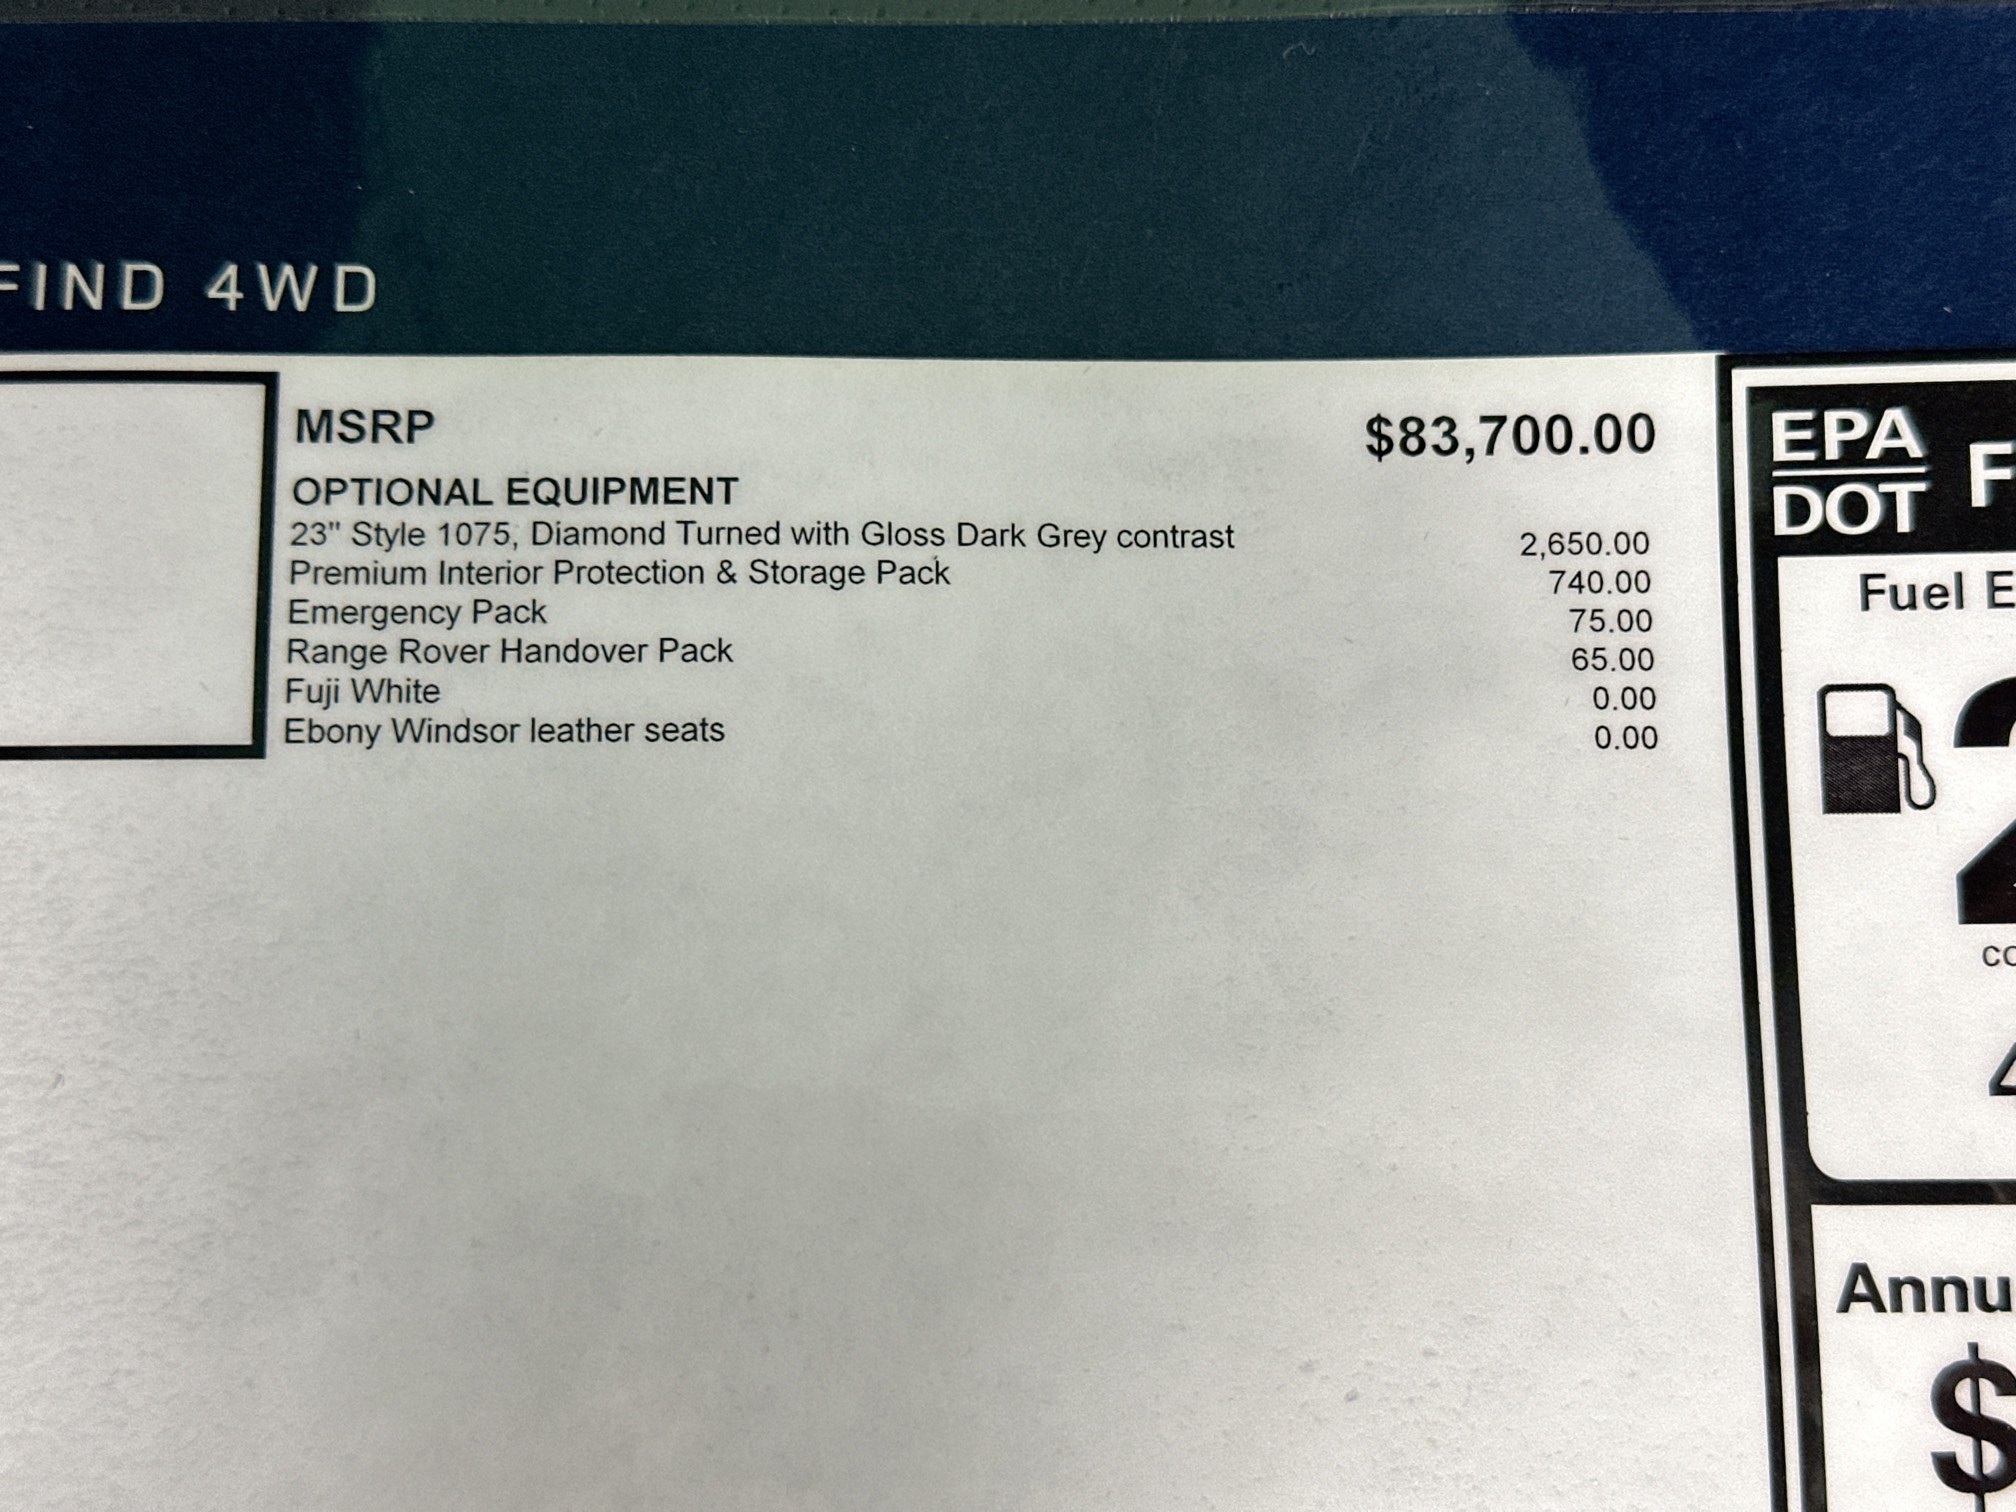 FIND 4WD
MSRP $83,700.00
OPTIONAL EQUIPMENT
23" Style 1075, Diamond Turned with Gloss Dark Grey contrast 2,650.00
Premium Interior Protection & Storage Pack 740.00
Emergency Pack 75.00
Range Rover Handover Pack 65.00
Fuji White 0.00
Ebony Windsor leather seats 0.00
EPA
DOT
Fuel
$